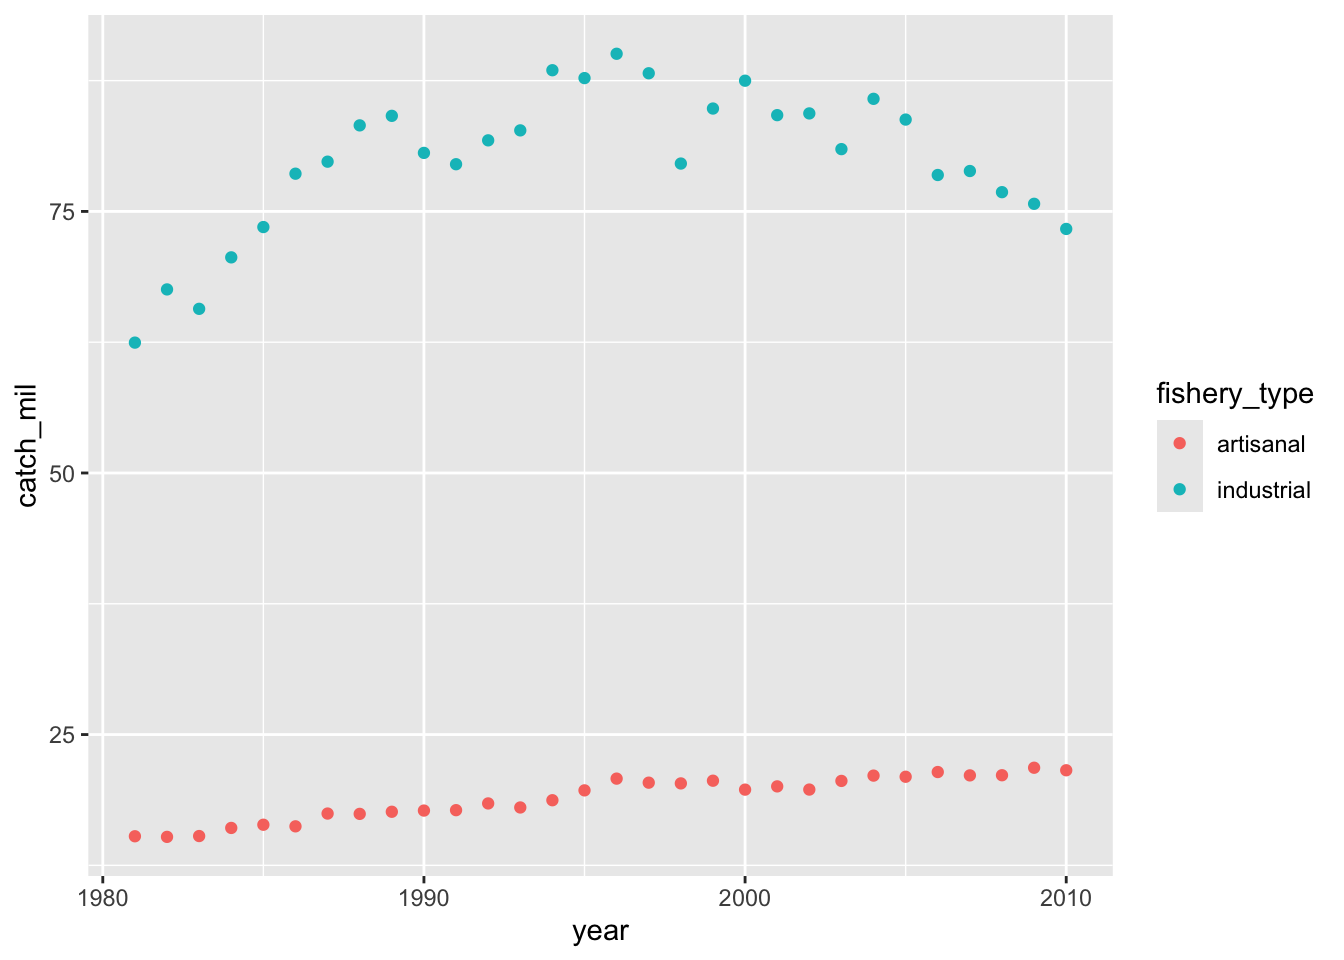 75
50
25
catch_mil
1980 1990 2000 2010
year
fishery_type
artisanal
industrial